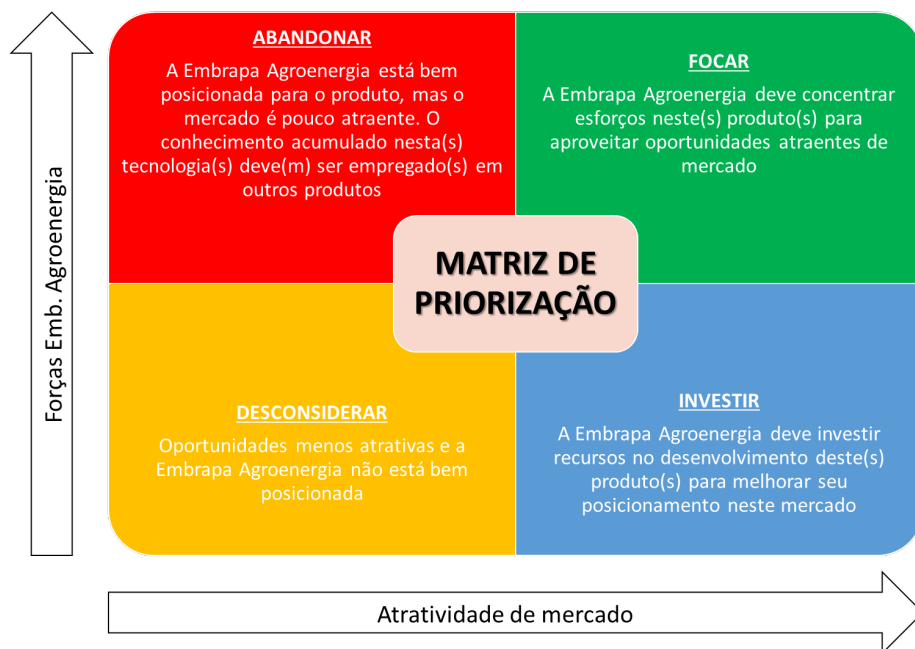 Forças Emb. Agroenergia
ABANDONAR
A Embrapa Agroenergia está bem
posicionada para o produto, mas o
mercado é pouco atraente. O
conhecimento acumulado nesta(s)
tecnologia(s) deve(m) ser empregado(s) em
outros produtos
FOCAR
A Embrapa Agroenergia deve concentrar
esforços neste(s) produto(s) para
aproveitar oportunidades atraentes de
mercado
MATRIZ DE
PRIORIZAÇÃO
DESCONSIDERAR
Oportunidades menos atrativas e a
Embrapa Agroenergia não está bem
posicionada
INVESTIR
A Embrapa Agroenergia deve investir
recursos no desenvolvimento deste(s)
produto(s) para melhorar seu
posicionamento neste mercado
Atratividade de mercado